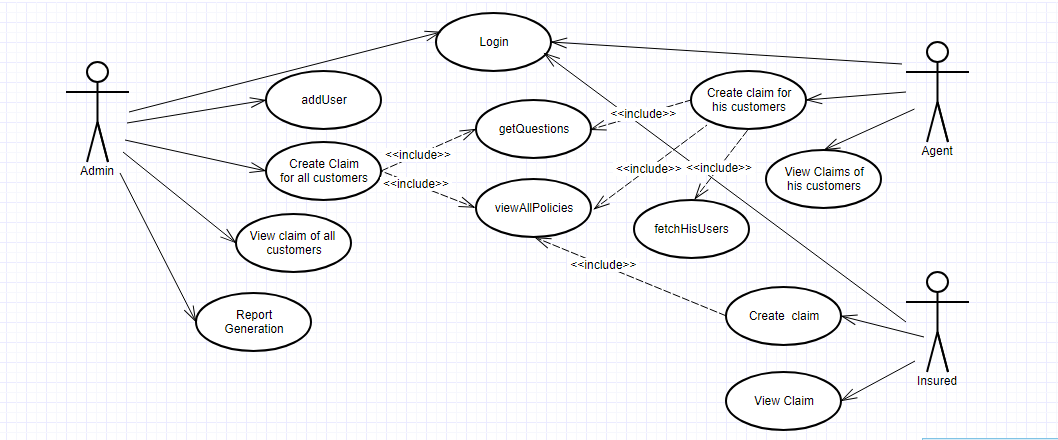 Login
addUser
Create claim for
his customers
<<include>>
getQuestions
Admin
Agent
<<include>>
Create Claim
for all customers
<<include>>
<<include>>
<<include>>
View Claims of
his customers
viewAllPolicies
fetchHisUsers
View claim of all
customers
<<include>>
Report
Generation
Create  claim
Insured
View Claim